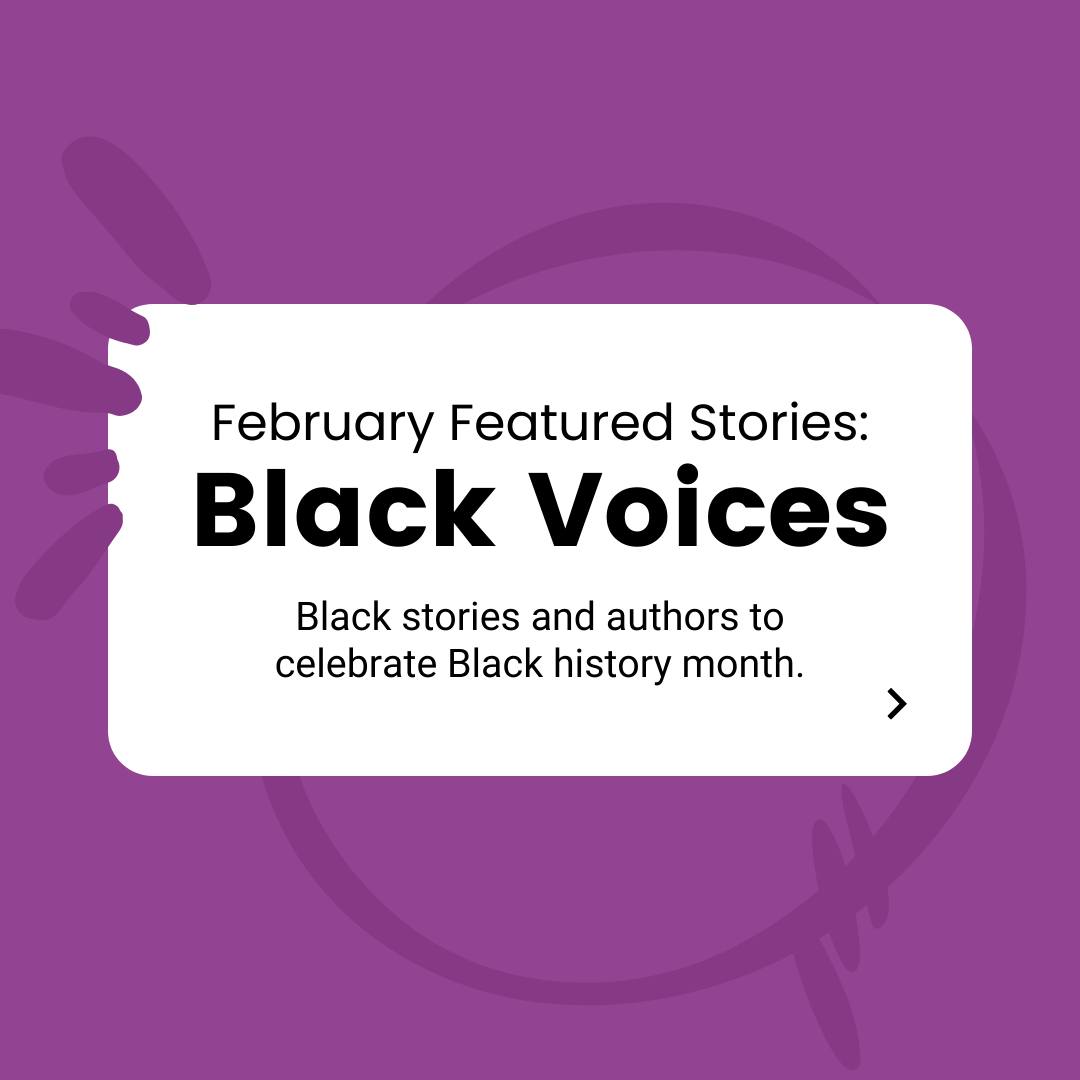 February Featured Stories:
Black Voices
Black stories and authors to
celebrate Black history month.